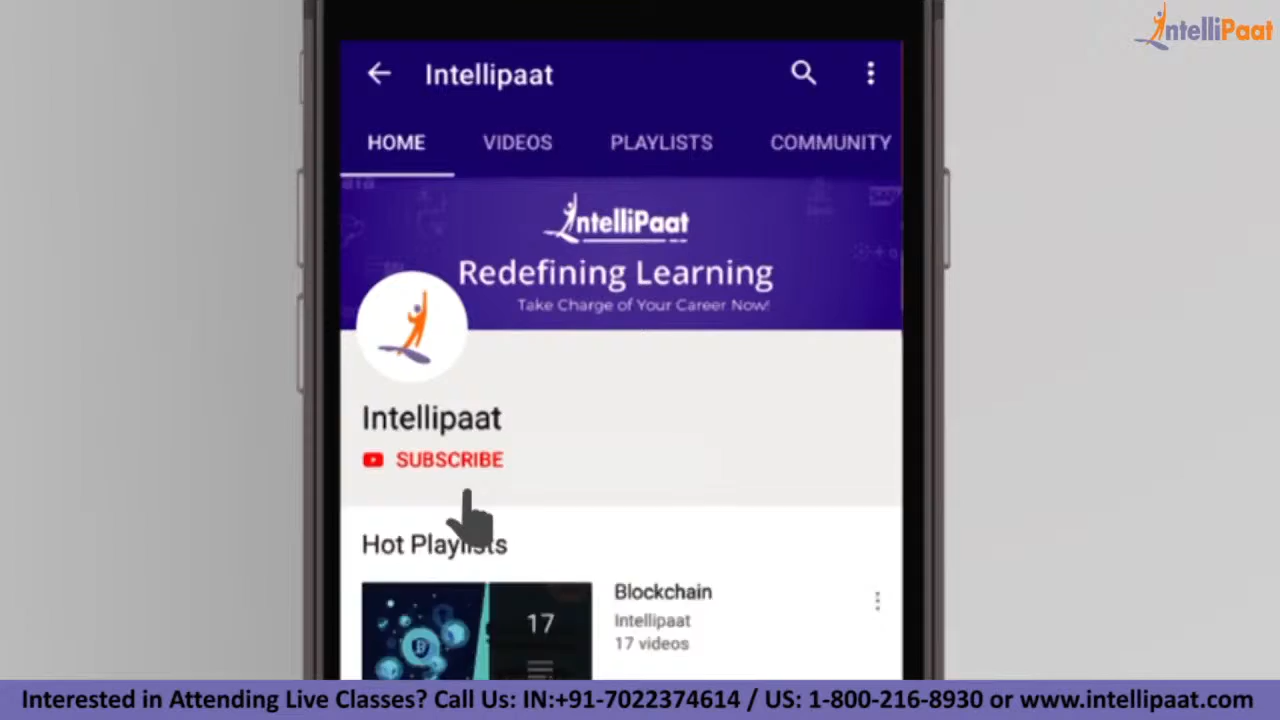 IntelliPaat
Intellipaat
HOME VIDEOS PLAYLISTS COMMUNITY
IntelliPaat
Redefining Learning
Take Charge of Your Career Now!
Intellipaat
SUBSCRIBE
Hot Playlists
17
Blockchain
Intellipaat
17 videos
Interested in Attending Live Classes? Call Us: IN:+91-7022374614 / US: 1-800-216-8930 or www.intellipaat.com